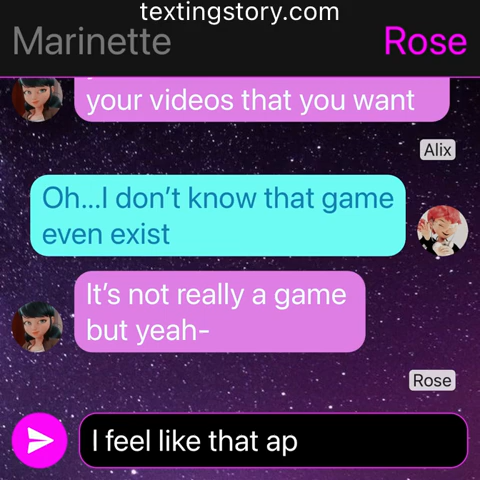 textingstory.com
Marinette
Rose
your videos that you want
Alix
Oh...I don't know that game
even exist
It's not really a game
but yeah-
Rose
I feel like that ap